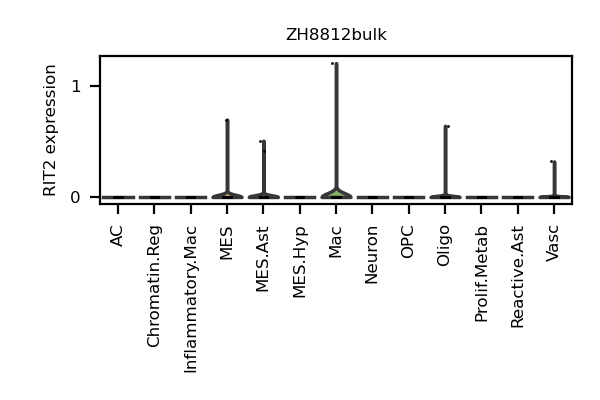 ZH8812bulk
RIT2 expression
1
0
AC
Chromatin.Reg
Inflammatory.Mac
MES
MES.Ast
MES.Hyp
Mac
Neuron
OPC
Oligo
Prolif.Metab
Reactive.Ast
Vasc